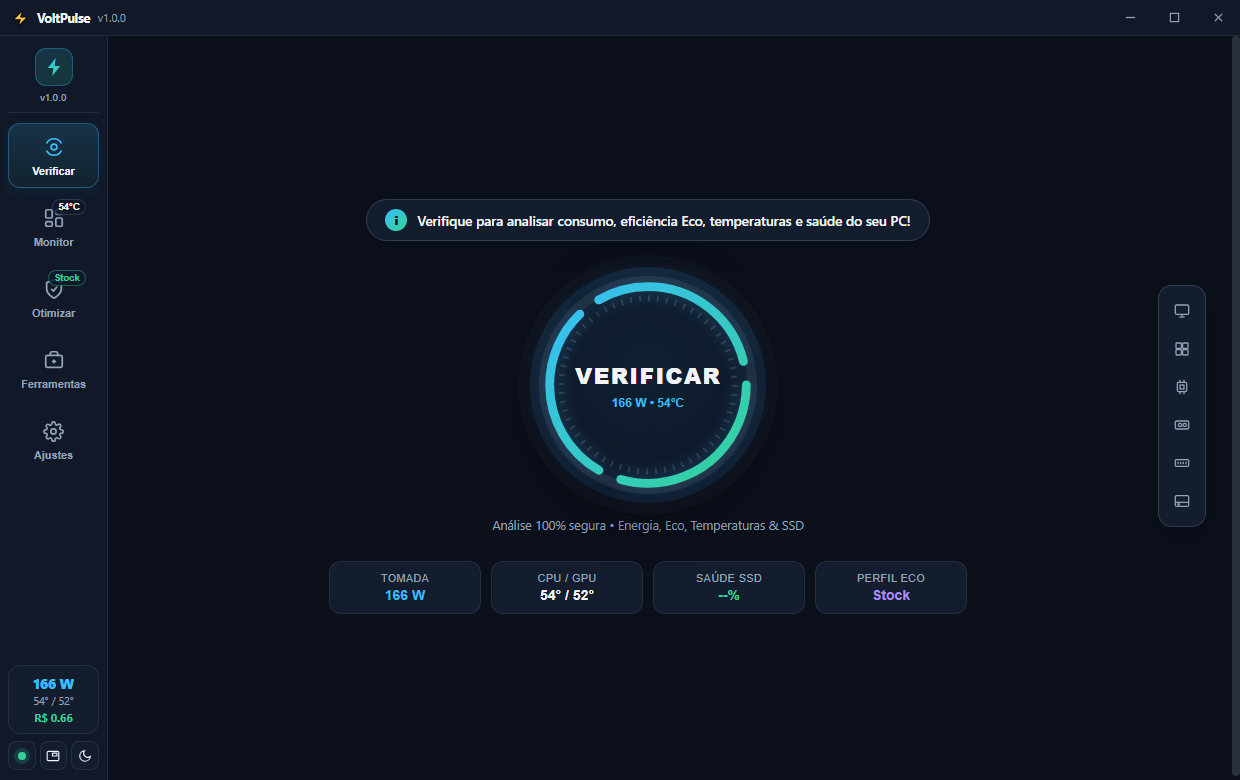 VoltPulse v1.0.0
v1.0.0
Verificar
54°C
Monitor
Stock
Otimizar
Ferramentas
Ajustes
166 W
54° / 52°
R$ 0.66
i Verifique para analisar consumo, eficiência Eco, temperaturas e saúde do seu PC!
VERIFICAR
166 W • 54°C
Análise 100% segura • Energia, Eco, Temperaturas & SSD
TOMADA
166 W
CPU / GPU
54° / 52°
SAÚDE SSD
--%
PERFIL ECO
Stock